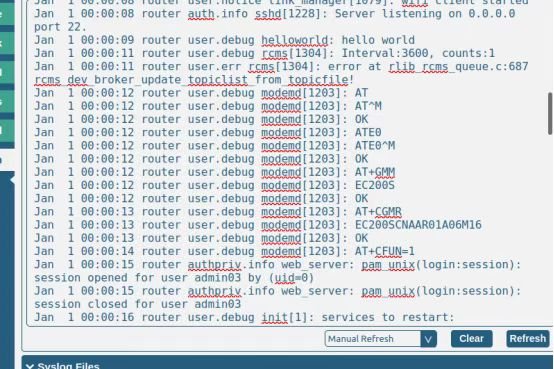 Jan  1 00:00:08 router user.notice link_manager[1079]: wifi client started
Jan  1 00:00:08 router auth.info sshd[1228]: Server listening on 0.0.0.0
port 22.
Jan  1 00:00:09 router user.debug helloworld: hello world
Jan  1 00:00:11 router user.debug rcms[1304]: Interval:3600, counts:1
Jan  1 00:00:11 router user.err rcms[1304]: error at rlib_rcms_queue.c:687
rcms_dev_broker_update_topiclist_from_topicfile!
Jan  1 00:00:12 router user.debug modemd[1203]: AT
Jan  1 00:00:12 router user.debug modemd[1203]: AT^M
Jan  1 00:00:12 router user.debug modemd[1203]: OK
Jan  1 00:00:12 router user.debug modemd[1203]: ATE0
Jan  1 00:00:12 router user.debug modemd[1203]: ATE0^M
Jan  1 00:00:12 router user.debug modemd[1203]: OK
Jan  1 00:00:12 router user.debug modemd[1203]: AT+GMM
Jan  1 00:00:12 router user.debug modemd[1203]: EC200S
Jan  1 00:00:12 router user.debug modemd[1203]: OK
Jan  1 00:00:13 router user.debug modemd[1203]: AT+CGMR
Jan  1 00:00:13 router user.debug modemd[1203]: EC200SCNAAR01A06M16
Jan  1 00:00:13 router user.debug modemd[1203]: OK
Jan  1 00:00:14 router user.debug modemd[1203]: AT+CFUN=1
Jan  1 00:00:15 router authpriv.info web_server: pam_unix(login:session):
session opened for user admin03 by (uid=0)
Jan  1 00:00:15 router authpriv.info web_server: pam_unix(login:session):
session closed for user admin03
Jan  1 00:00:16 router user.debug init[1]: services to restart:
Manual Refresh
Clear
Refresh
Syslog Files